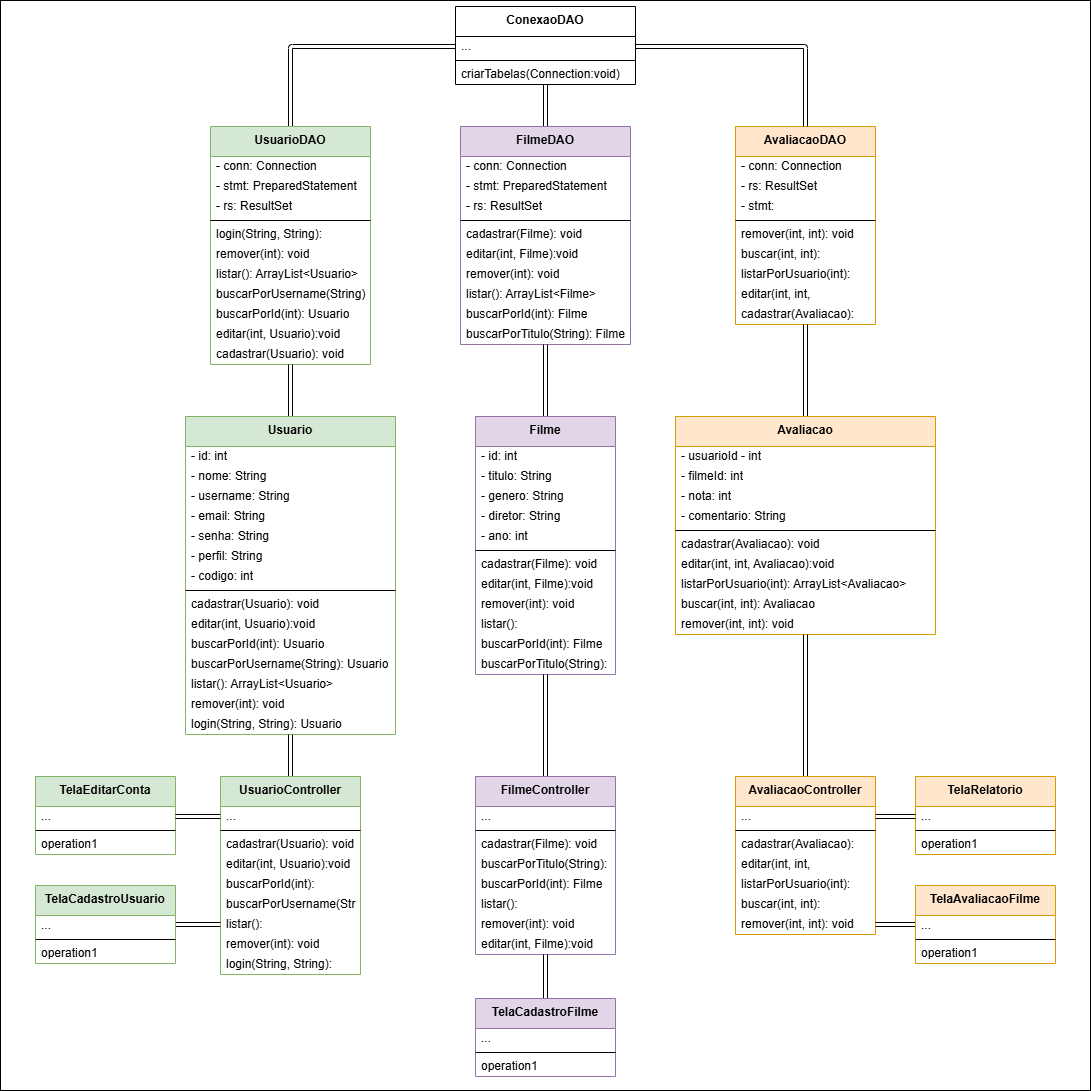 ConexaoDAO
...
criarTabelas(Connection:void)
UsuarioDAO
- conn: Connection
- stmt: PreparedStatement
- rs: ResultSet
login(String, String):
remover(int): void
listar(): ArrayList<Usuario>
buscarPorUsername(String)
buscarPorId(int): Usuario
editar(int, Usuario):void
cadastrar(Usuario): void
FilmeDAO
- conn: Connection
- stmt: PreparedStatement
- rs: ResultSet
cadastrar(Filme): void
editar(int, Filme):void
remover(int): void
listar(): ArrayList<Filme>
buscarPorId(int): Filme
buscarPorTitulo(String): Filme
AvaliacaoDAO
- conn: Connection
- rs: ResultSet
- stmt:
remover(int, int): void
buscar(int, int):
listarPorUsuario(int):
editar(int, int,
cadastrar(Avaliacao):
Usuario
- id: int
- nome: String
- username: String
- email: String
- senha: String
- perfil: String
- codigo: int
cadastrar(Usuario): void
editar(int, Usuario):void
buscarPorId(int): Usuario
buscarPorUsername(String): Usuario
listar(): ArrayList<Usuario>
remover(int): void
login(String, String): Usuario
Filme
- id: int
- titulo: String
- genero: String
- diretor: String
- ano: int
cadastrar(Filme): void
editar(int, Filme):void
remover(int): void
listar():
buscarPorId(int): Filme
buscarPorTitulo(String):
Avaliacao
- usuarioId - int
- filmeId: int
- nota: int
- comentario: String
cadastrar(Avaliacao): void
editar(int, int, Avaliacao):void
listarPorUsuario(int): ArrayList<Avaliacao>
buscar(int, int): Avaliacao
remover(int, int): void
TelaEditarConta
...
operation1
TelaCadastroUsuario
...
operation1
UsuarioController
...
cadastrar(Usuario): void
editar(int, Usuario):void
buscarPorId(int):
buscarPorUsername(Str
listar():
remover(int): void
login(String, String):
FilmeController
...
cadastrar(Filme): void
buscarPorTitulo(String):
buscarPorId(int): Filme
listar():
remover(int): void
editar(int, Filme):void
TelaCadastroFilme
...
operation1
AvaliacaoController
...
cadastrar(Avaliacao):
editar(int, int,
listarPorUsuario(int):
buscar(int, int):
remover(int, int): void
TelaRelatorio
...
operation1
TelaAvaliacaoFilme
...
operation1